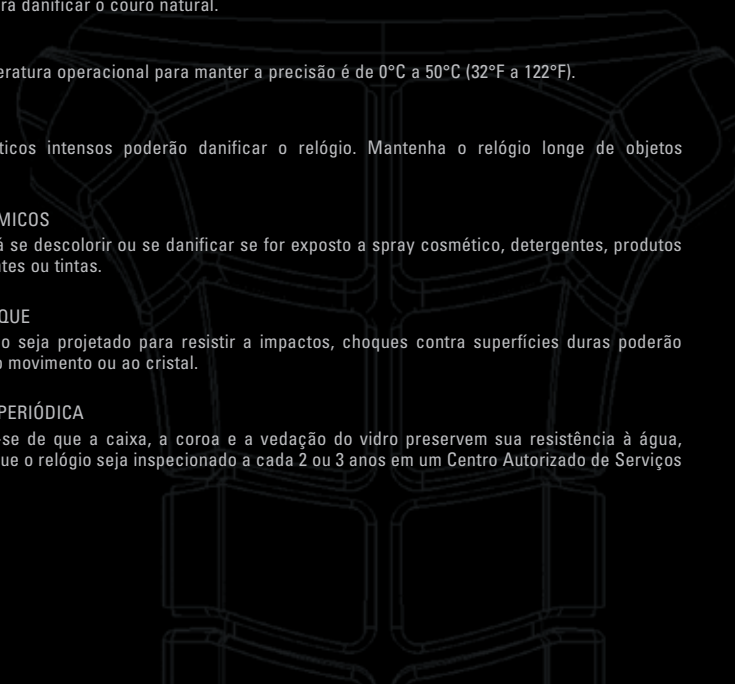 rá danificar o couro natural.
eratura operacional para manter a precisão é de 0°C a 50°C (32°F a 122°F).
ticos intensos poderão danificar o relógio. Mantenha o relógio longe de objetos
MICOS
á se descolorir ou se danificar se for exposto a spray cosmético, detergentes, produtos
ntes ou tintas.
QUE
o seja projetado para resistir a impactos, choques contra superfícies duras poderão
o movimento ou ao cristal.
PERIÓDICA
-se de que a caixa, a coroa e a vedação do vidro preservem sua resistência à água,
ue o relógio seja inspecionado a cada 2 ou 3 anos em um Centro Autorizado de Serviços